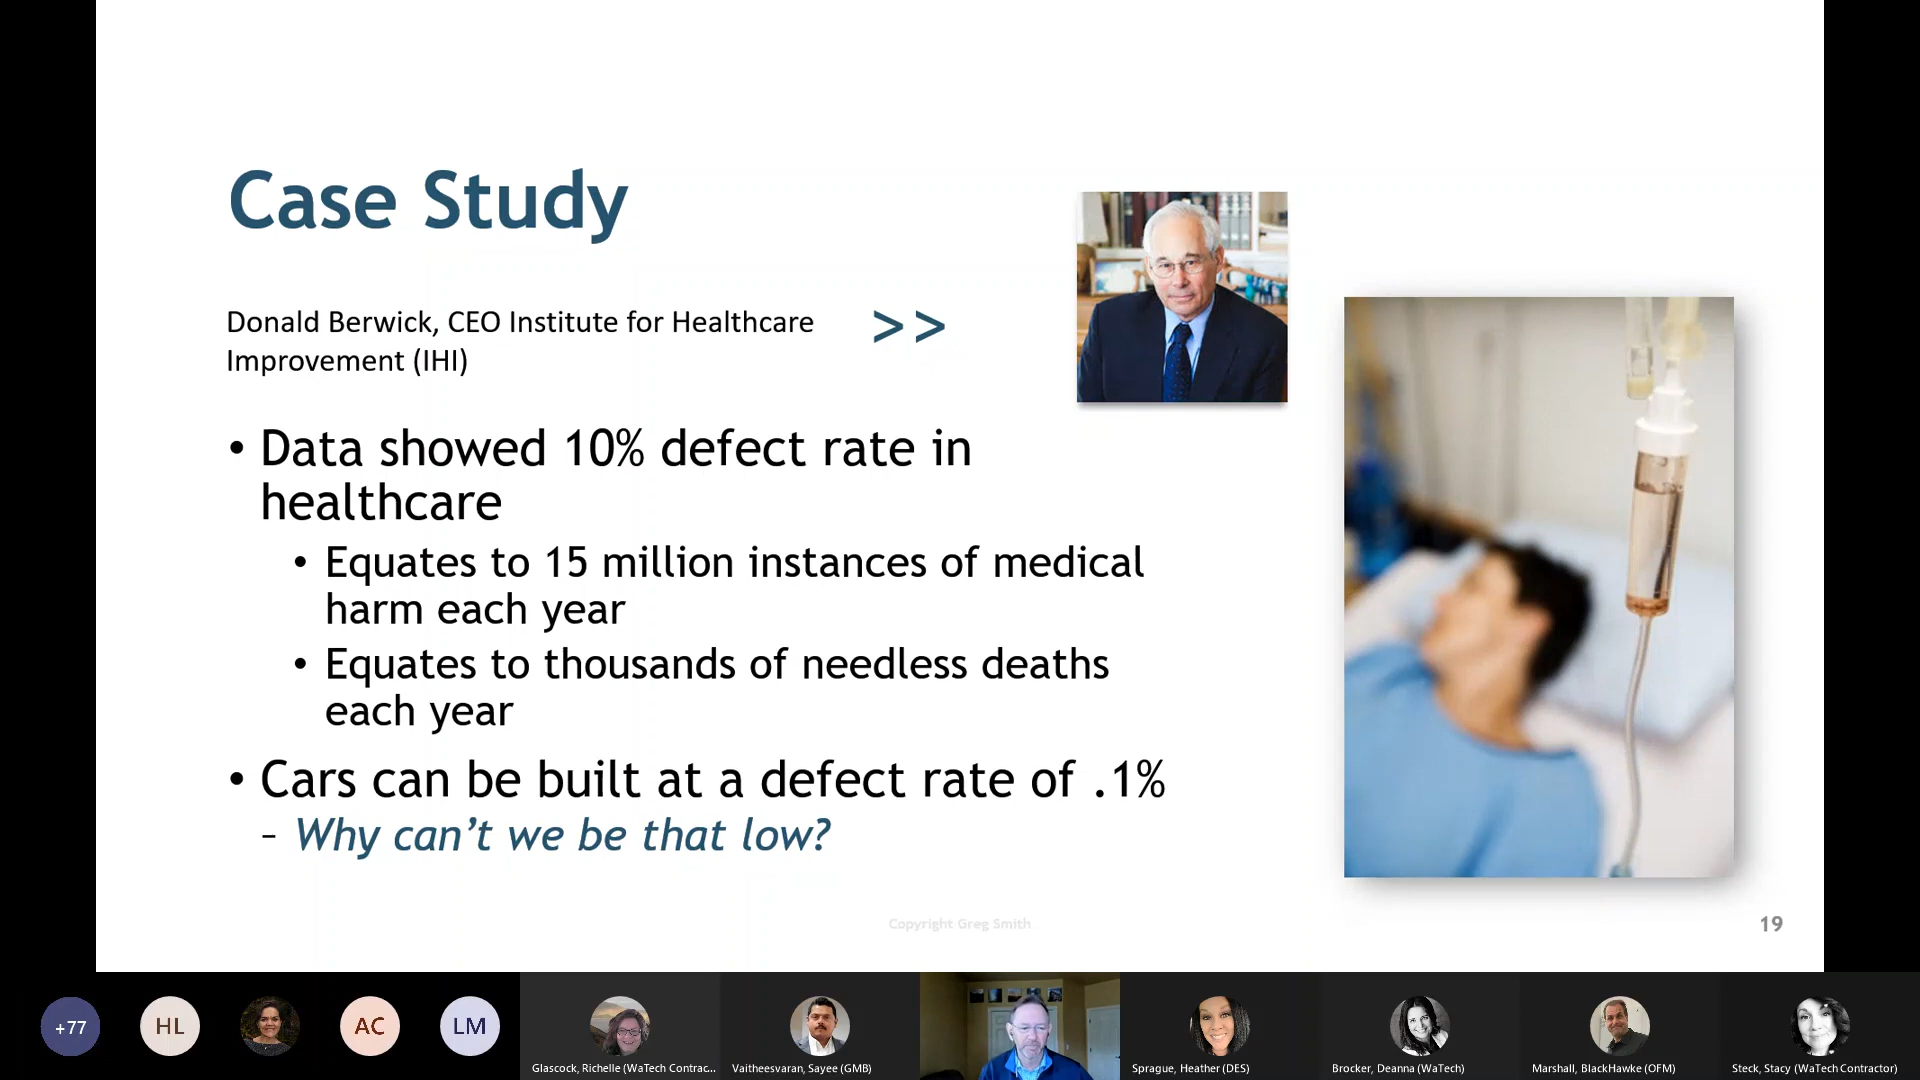 Case Study
Donald Berwick, CEO Institute for Healthcare
Improvement (IHI)
>>
• Data showed 10% defect rate in
healthcare
• Equates to 15 million instances of medical
harm each year
• Equates to thousands of needless deaths
each year
• Cars can be built at a defect rate of .1%
– Why can’t we be that low?
Copyright Greg Smith
19
+77
HL
AC
LM
Glascock, Richelle (WaTech Contrac...
Vaitheesvaran, Sayee (GMB)
Sprague, Heather (DES)
Brocker, Deanna (WaTech)
Marshall, BlackHawke (OFM)
Steck, Stacy (WaTech Contractor)